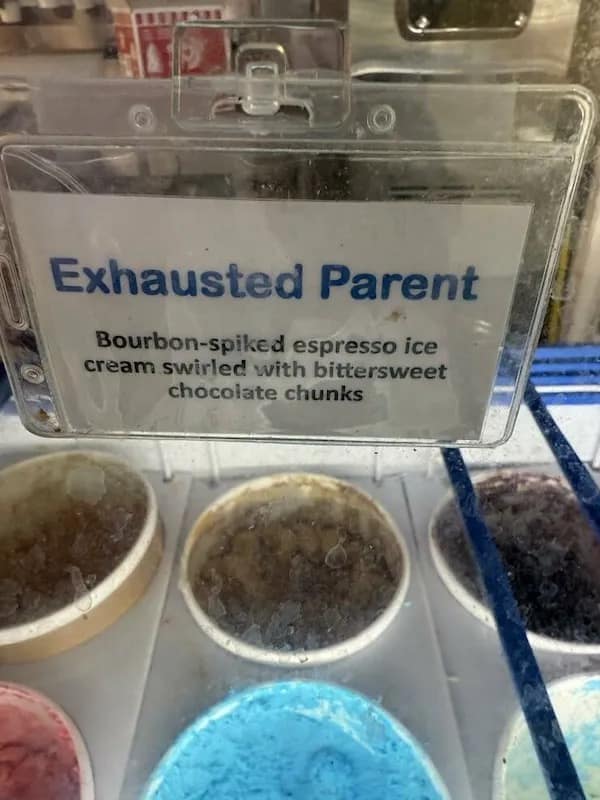 Exhausted Parent
Bourbon-spiked espresso ice
cream swirled with bittersweet
chocolate chunks